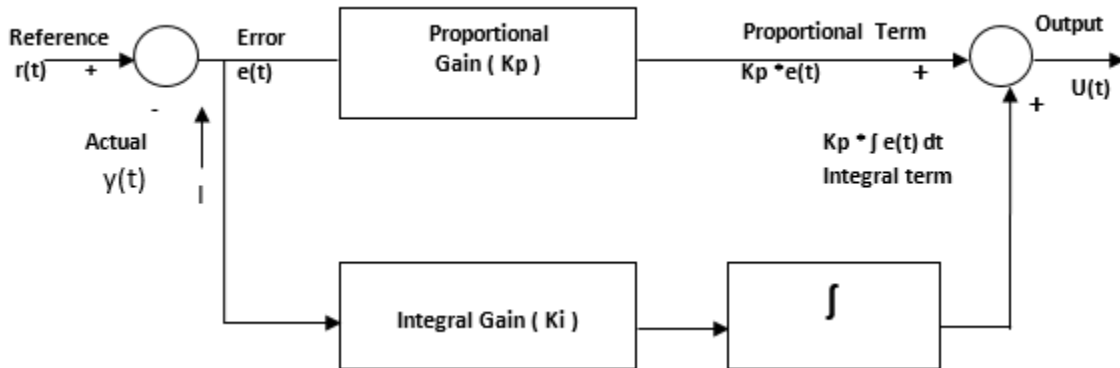 Reference
r(t)
+
-
Actual
y(t)
I
Error
e(t)
Proportional
Gain ( Kp )
Proportional Term
Kp *e(t)
+
Output
U(t)
+
Kp * ∫ e(t) dt
Integral term
Integral Gain ( Ki )
∫